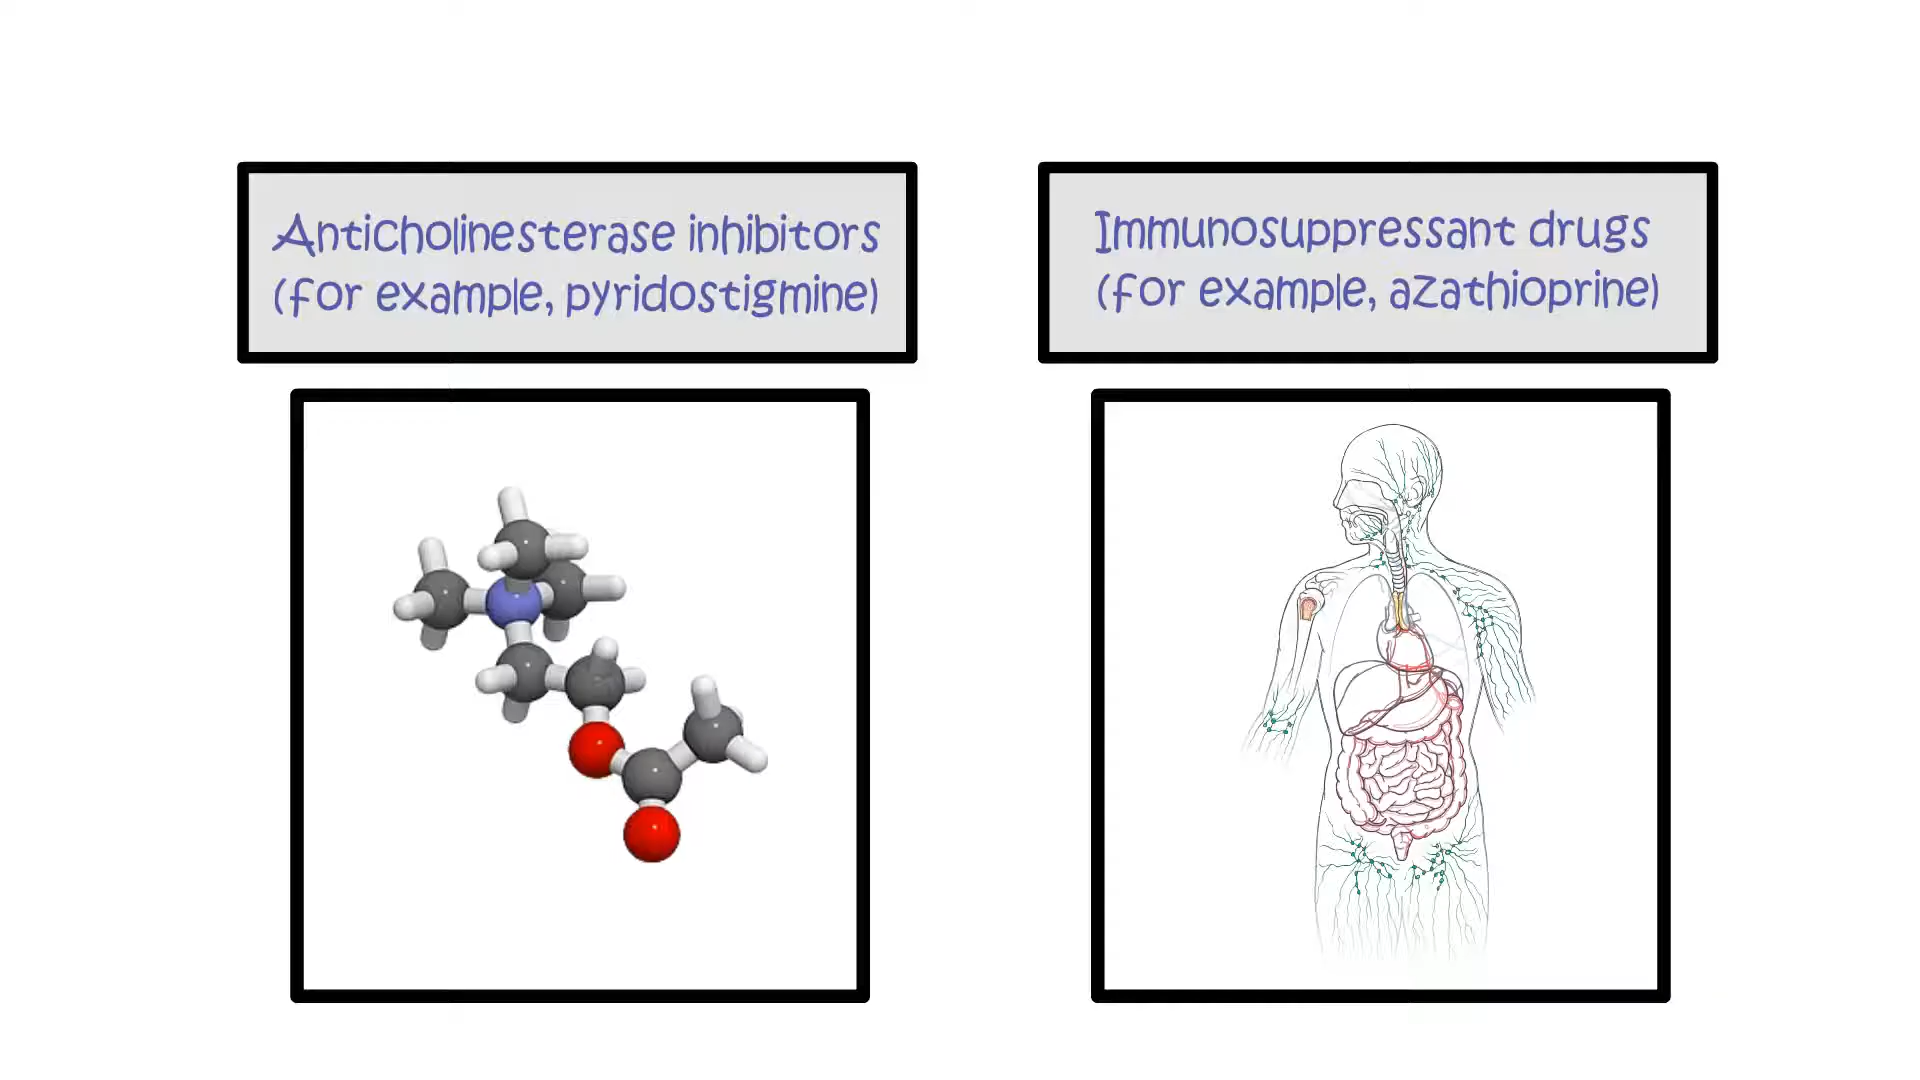 Anticholinesterase inhibitors
(for example, pyridostigmine)
Immunosuppressant drugs
(for example, azathioprine)